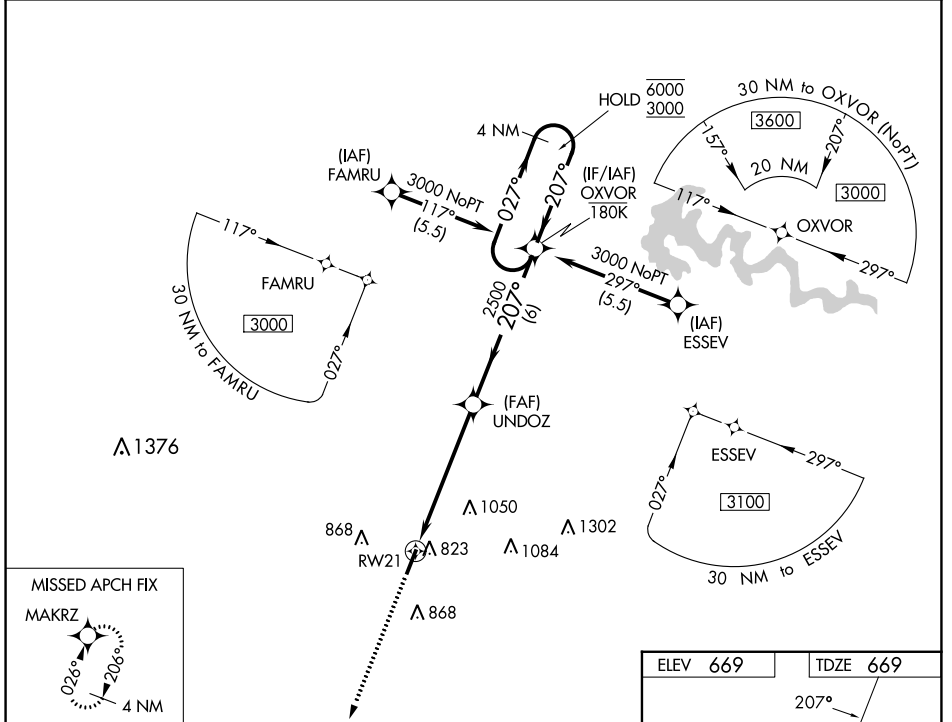 HOLD 6000 3000
4 NM
(IAF)
FAMRU
3000 NoPT
117°
(5.5)
027°
207°
(IF/IAF)
OXVOR
180K
30 NM to OXVOR (NoPT)
3600
157°
207°
20 NM
3000
117°
OXVOR
297°
3000 NoPT
297°
(5.5)
(IAF)
ESSEV
2500
207°
(6)
117°
FAMRU
3000
027°
30 NM to FAMRU
(FAF)
UNDOZ
1376
ESSEV
297°
027°
3100
30 NM to ESSEV
1050
1302
868
RW21
823
1084
868
MISSED APCH FIX
MAKRZ
026°
206°
4 NM
ELEV 669
TDZE 669
207°